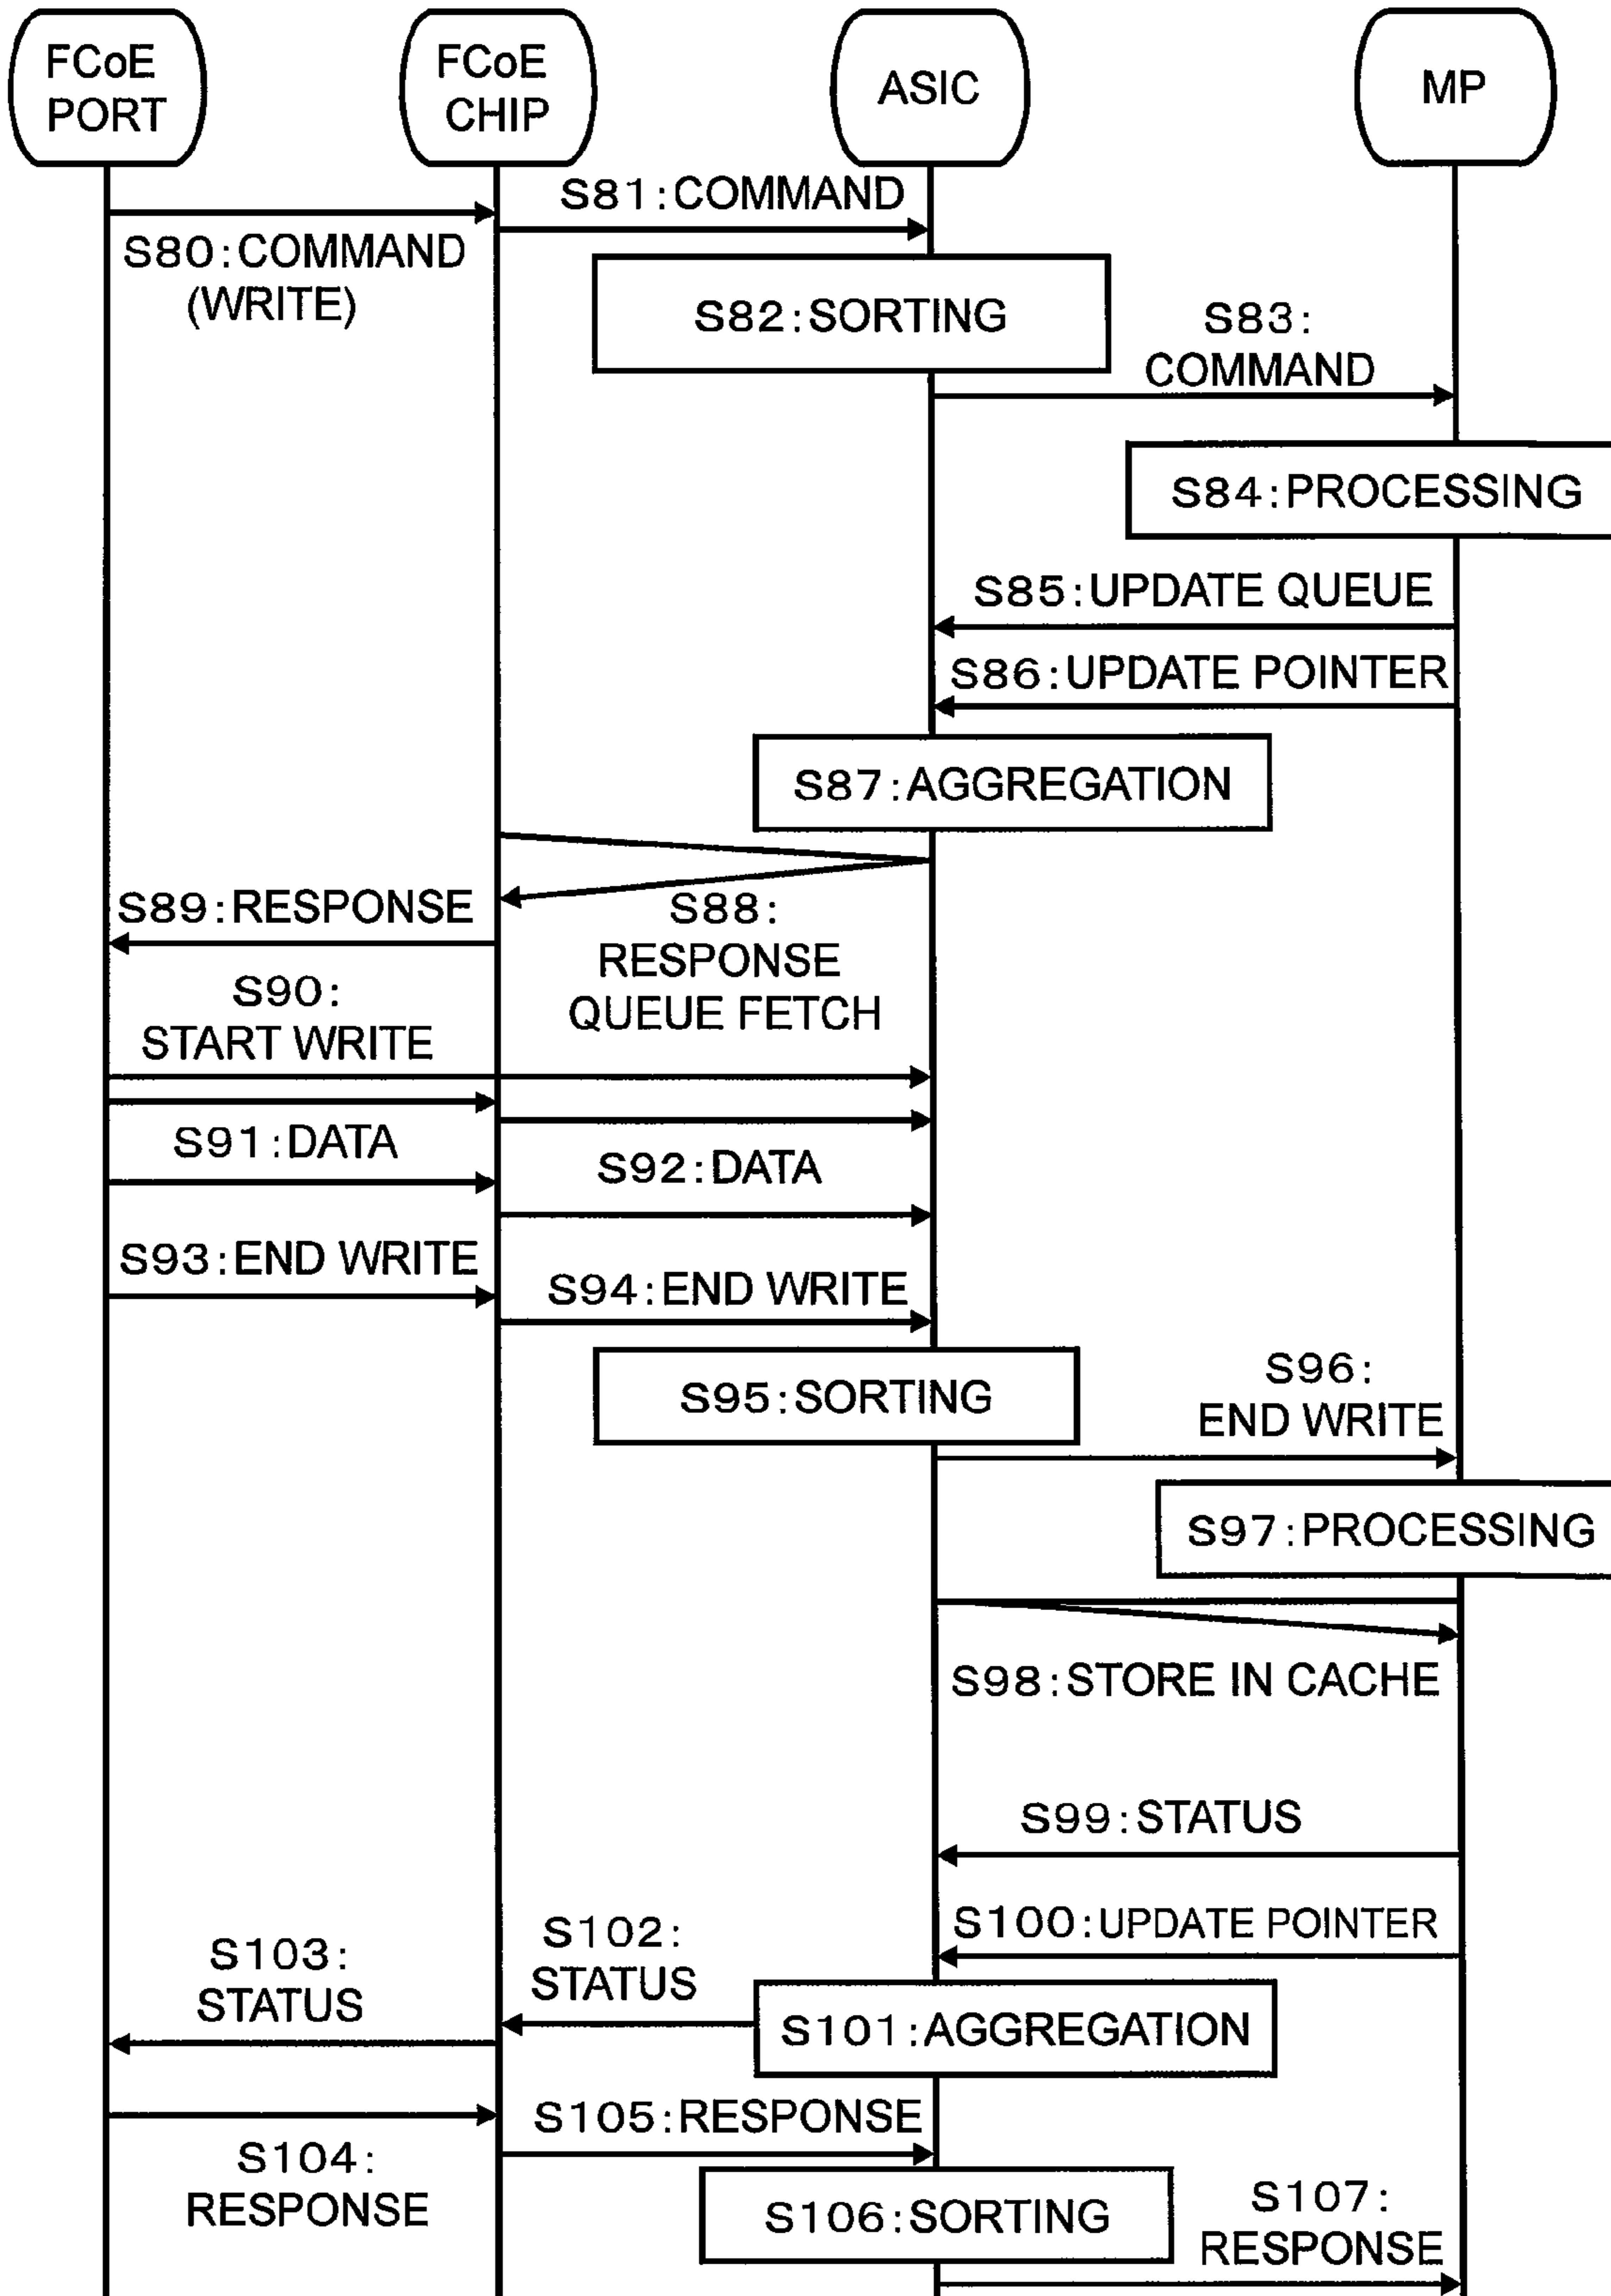 FCoE
PORT
FCoE
CHIP
ASIC
MP
S81:COMMAND
S80:COMMAND
(WRITE)
S82:SORTING
S83:
COMMAND
S84:PROCESSING
S85:UPDATE QUEUE
S86:UPDATE POINTER
S87:AGGREGATION
S89:RESPONSE
S88:
RESPONSE
QUEUE FETCH
S90:
START WRITE
S91:DATA
S92:DATA
S93:END WRITE
S94:END WRITE
S95:SORTING
S96:
END WRITE
S97:PROCESSING
S98:STORE IN CACHE
S99:STATUS
S100:UPDATE POINTER
S102:
STATUS
S103:
STATUS
S101:AGGREGATION
S105:RESPONSE
S104:
RESPONSE
S106:SORTING
S107:
RESPONSE